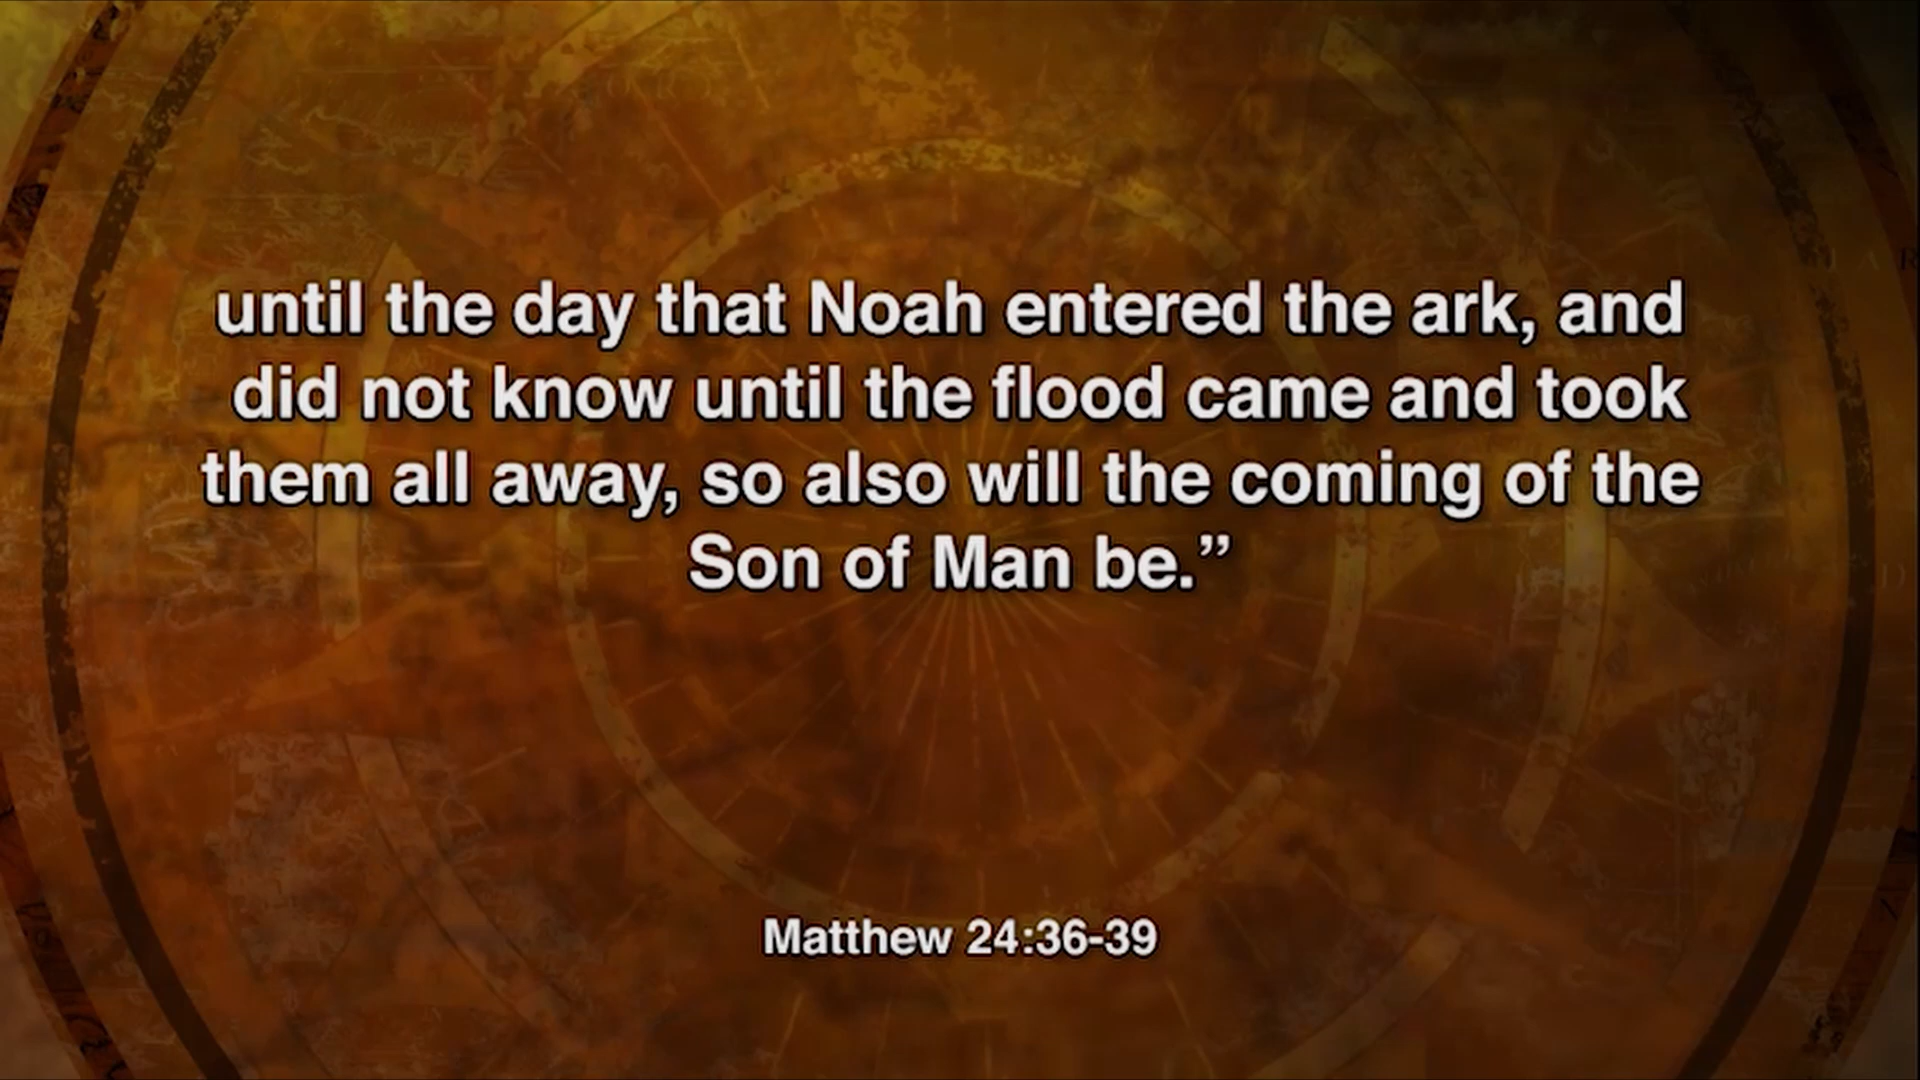 until the day that Noah entered the ark, and
did not know until the flood came and took
them all away, so also will the coming of the
Son of Man be.”
Matthew 24:36-39